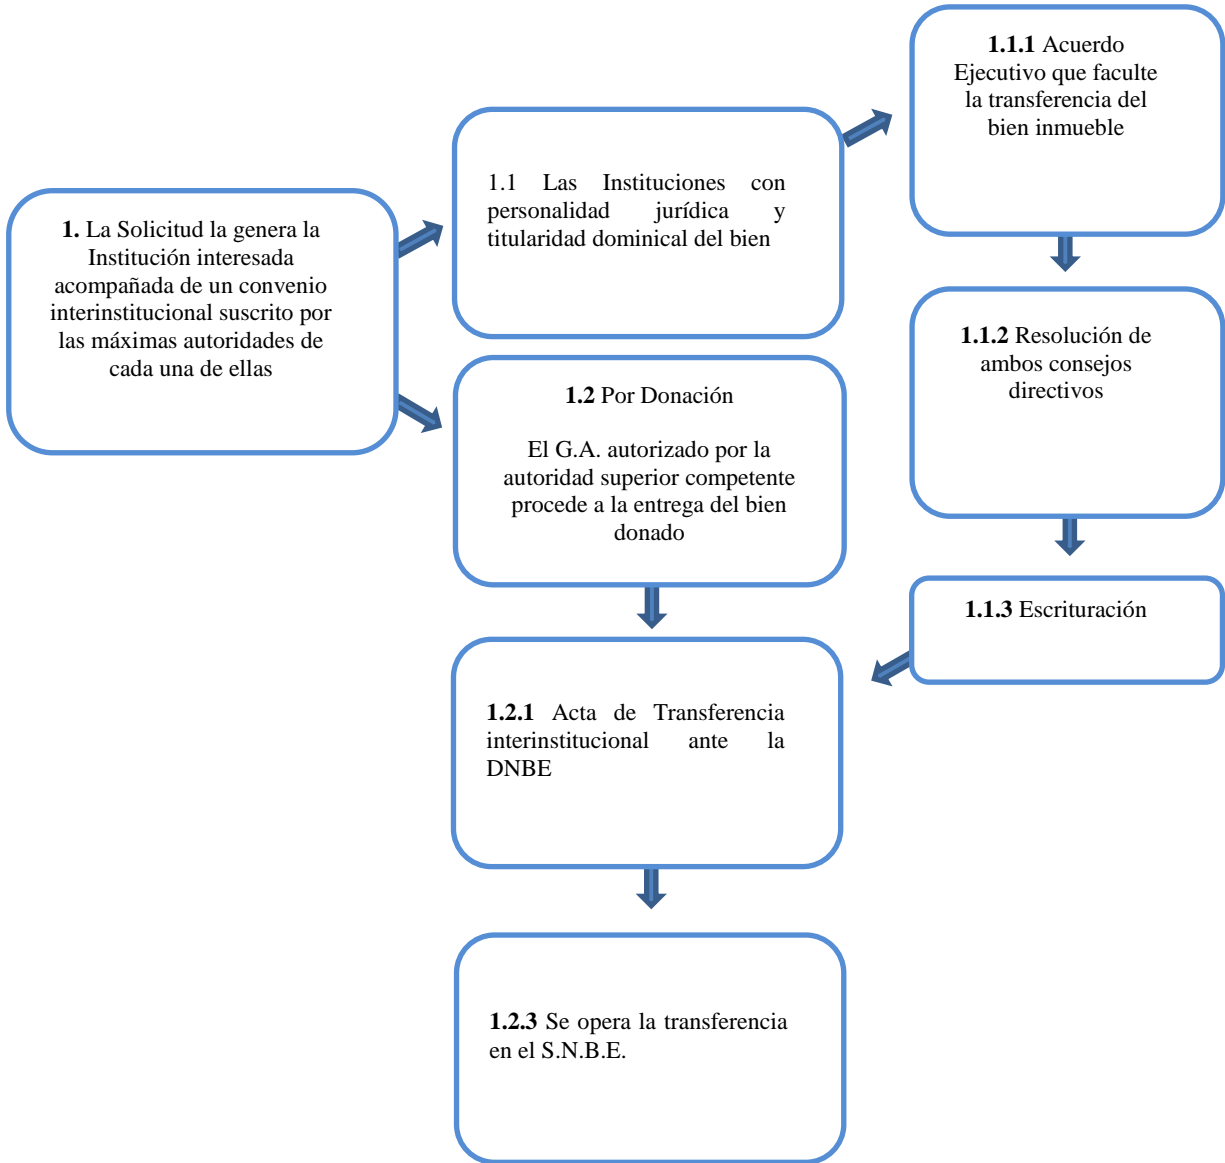 1. La Solicitud la genera la
Institución interesada
acompañada de un convenio
interinstitucional suscrito por
las máximas autoridades de
cada una de ellas
1.1 Las Instituciones con
personalidad jurídica y
titularidad dominical del bien
1.1.1 Acuerdo
Ejecutivo que faculte
la transferencia del
bien inmueble
1.1.2 Resolución de
ambos consejos
directivos
1.1.3 Escrituración
1.2 Por Donación
El G.A. autorizado por la
autoridad superior competente
procede a la entrega del bien
donado
1.2.1 Acta de Transferencia
interinstitucional ante la
DNBE
1.2.3 Se opera la transferencia
en el S.N.B.E.